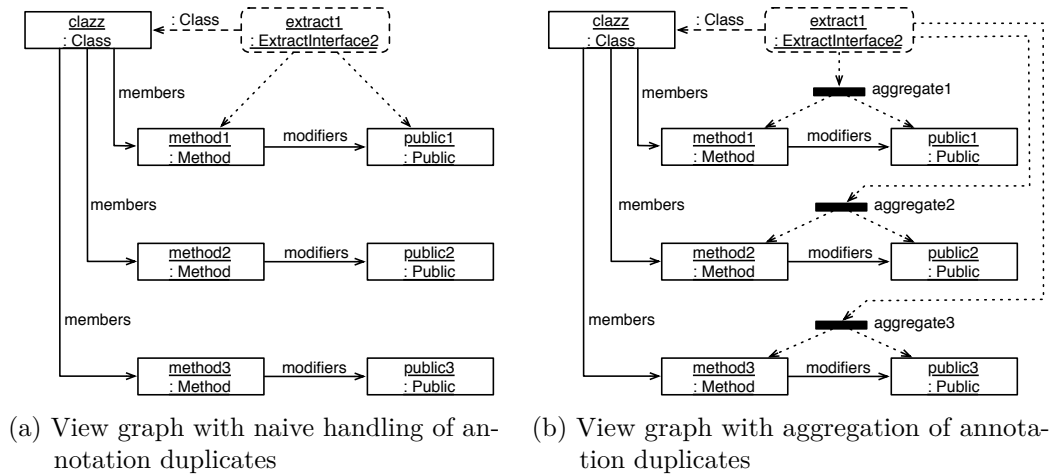 clazz
: Class
: Class
extract1
: ExtractInterface2
members
method1
: Method
modifiers
public1
: Public
members
method2
: Method
modifiers
public2
: Public
members
method3
: Method
modifiers
public3
: Public
(a) View graph with naive handling of an-
notation duplicates
clazz
: Class
: Class
extract1
: ExtractInterface2
aggregate1
members
method1
: Method
modifiers
public1
: Public
aggregate2
members
method2
: Method
modifiers
public2
: Public
aggregate3
members
method3
: Method
modifiers
public3
: Public
(b) View graph with aggregation of annota-
tion duplicates